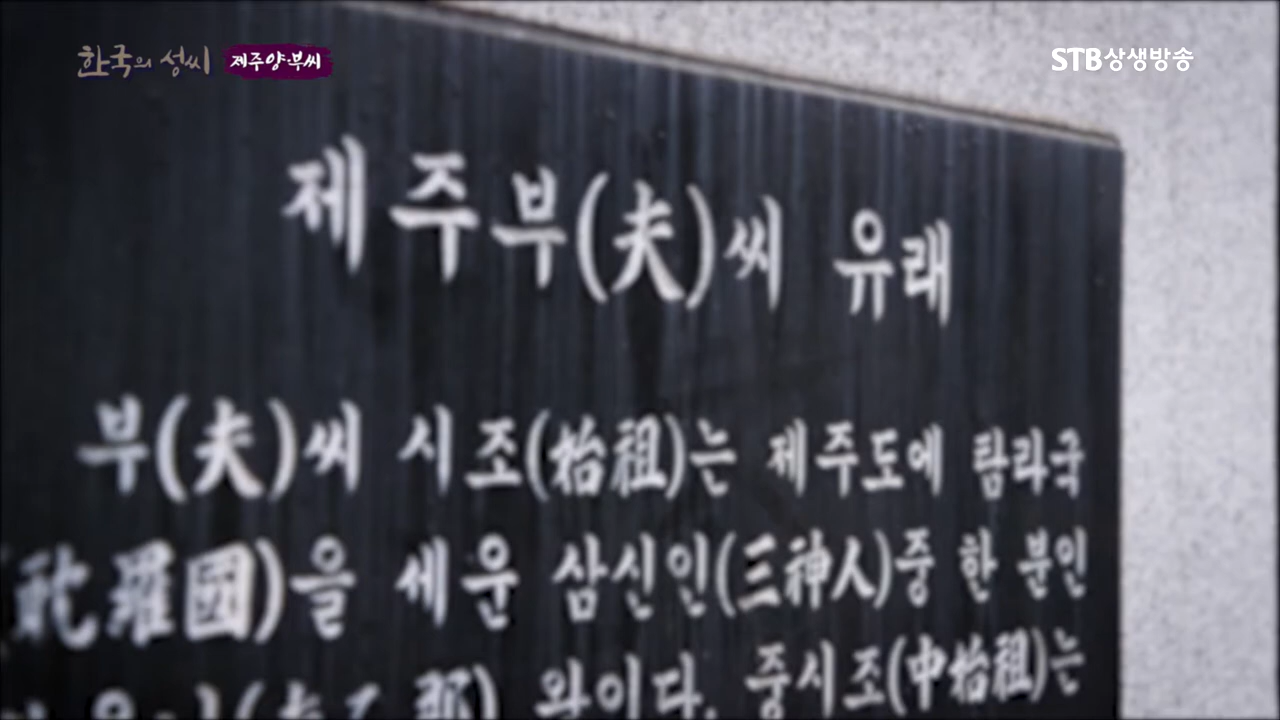 한국의 성씨 제주양·부씨
STB상생방송
제주부(夫)씨 유래
부(夫)씨 시조(始祖)는 제주도에 탐라국
(耽羅國)을 세운 삼신인(三神人)중 한 분인
왕이다. 중시조(中始祖)는